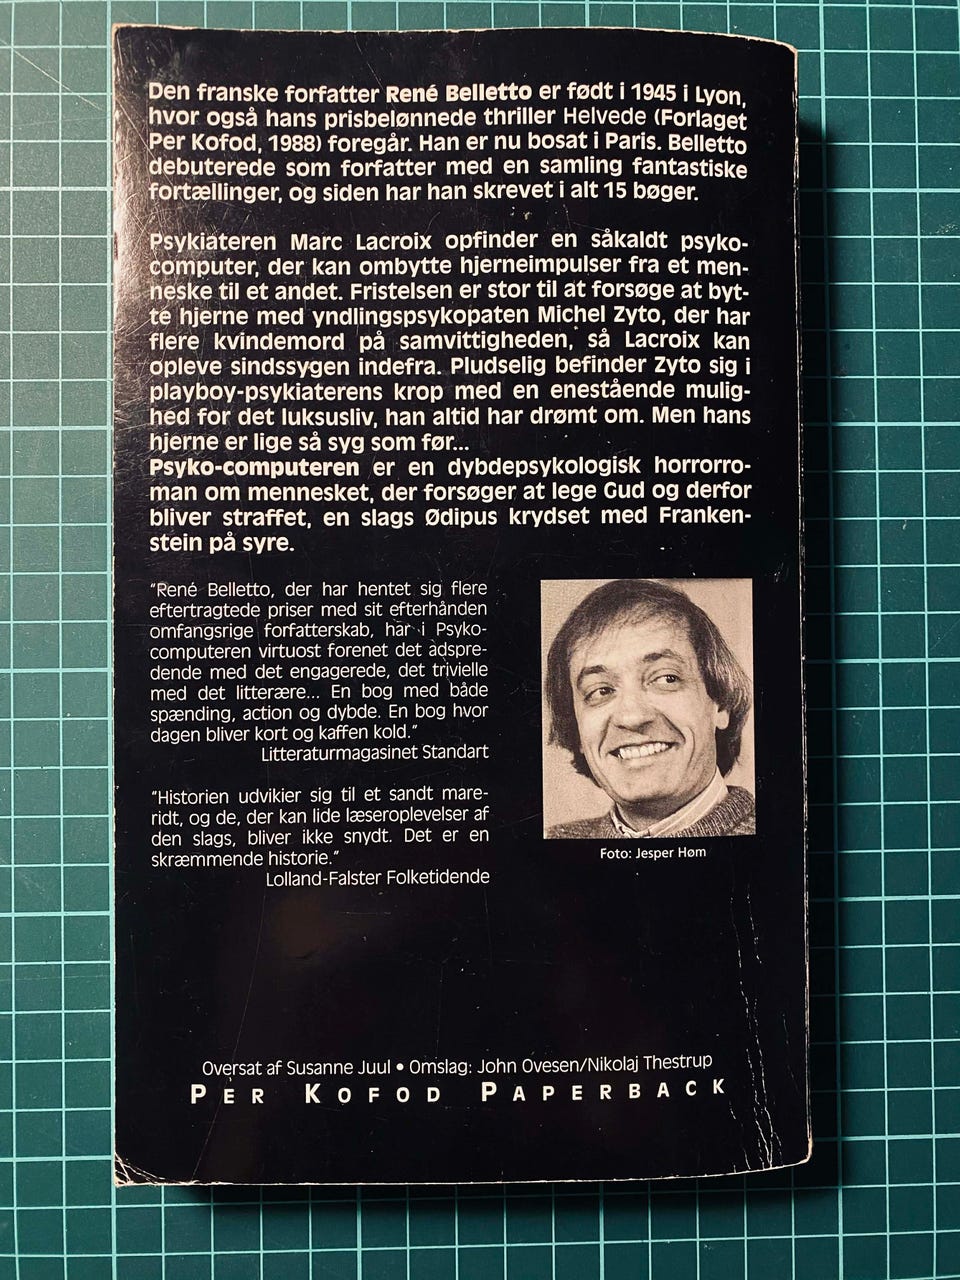 Den franske forfatter René Belletto er født i 1945 i Lyon,
hvor også hans prisbelønnede thriller Helvede (Forlaget
Per Kofod, 1988) foregår. Han er nu bosat i Paris. Belletto
debuterede som forfatter med en samling fantastiske
fortællinger, og siden har han skrevet i alt 15 bøger.
Psykiateren Marc Lacroix opfinder en såkaldt psyko-
computer, der kan ombytte hjerneimpulser fra et men-
neske til et andet. Fristelsen er stor til at forsøge at byt-
te hjerne med yndlingspsykopaten Michel Zyto, der har
flere kvindemord på samvittigheden, så Lacroix kan
opleve sindssygen indefra. Pludselig befinder Zyto sig i
playboy-psykiaterens krop med en enestående mulig-
hed for det luksusliv, han altid har drømt om. Men hans
hjerne er lige så syg som før...
Psyko-computeren er en dybdepsykologisk horrorro-
man om mennesket, der forsøger at lege Gud og derfor
bliver straffet, en slags Ødipus krydset med Franken-
stein på syre.
"René Belletto, der har hentet sig flere
eftertragtede priser med sit efterhånden
omfangsrige forfatterskab, har i Psyko-
computeren virtuost forenet det adspre-
dende med det engagerede, det trivielle
med det litterære... En bog med både
spænding, action og dybde. En bog hvor
dagen bliver kort og kaffen kold."
Litteraturmagasinet Standart
"Historien udvikler sig til et sandt mare-
ridt, og de, der kan lide læseroplevelser af
den slags, bliver ikke snydt. Det er en
skræmmende historie."
Lolland-Falster Folketidende
Foto: Jesper Høm
Oversat af Susanne Juul • Omslag: John Ovesen/Nikolaj Thestrup
PER KOFOD PAPERBACK